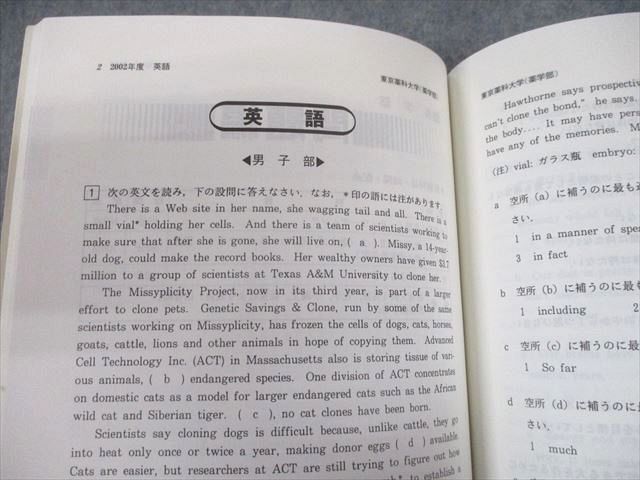 2 2002年度 英語
東京薬科大学(薬学部)
英語
◀男子部▶
1 次の英文を読み,下の設問に答えなさい.なお,*印の語には注があります.
There is a Web site in her name, she wagging tail and all. There is a
small vial* holding her cells. And there is a team of scientists working to
make sure that after she is gone, she will live on, ( a ). Missy, a 14-year-
old dog, could make the record books. Her wealthy owners have given $3.7
million to a group of scientists at Texas A&M University to clone her.
The Missyplicity Project, now in its third year, is part of a larger
effort to clone pets. Genetic Savings & Clone, run by some of the same
scientists working on Missyplicity, has frozen the cells of dogs, cats, horses,
goats, cattle, lions and other animals in hope of copying them. Advanced
Cell Technology Inc. (ACT) in Massachusetts also is storing tissue of vari-
ous animals, ( b ) endangered species. One division of ACT concentrates
on domestic cats as a model for larger endangered cats such as the African
wild cat and Siberian tiger. ( c ), no cat clones have been born.
Scientists say cloning dogs is difficult because, unlike cattle, they go
into heat only once or twice a year, making donor eggs ( d ) available.
Cats are easier, but researchers at ACT are still trying to figure out how
to establish a
東京薬科大学(薬学部)
Hawthorne says prospectiv
can't clone the bond," he says.
the body.... It may have pers
have any of the memories. M
(注) vial: ガラス瓶 embryo:
a 空所(a)に補うのに最も適
さい.
1 in a manner of spea
3 in fact
b 空所(b)に補うのに最も
1 including 2
c 空所(c)に補うのに最も
1 So far
d 空所(d)に補うのに最も
い.
1 much